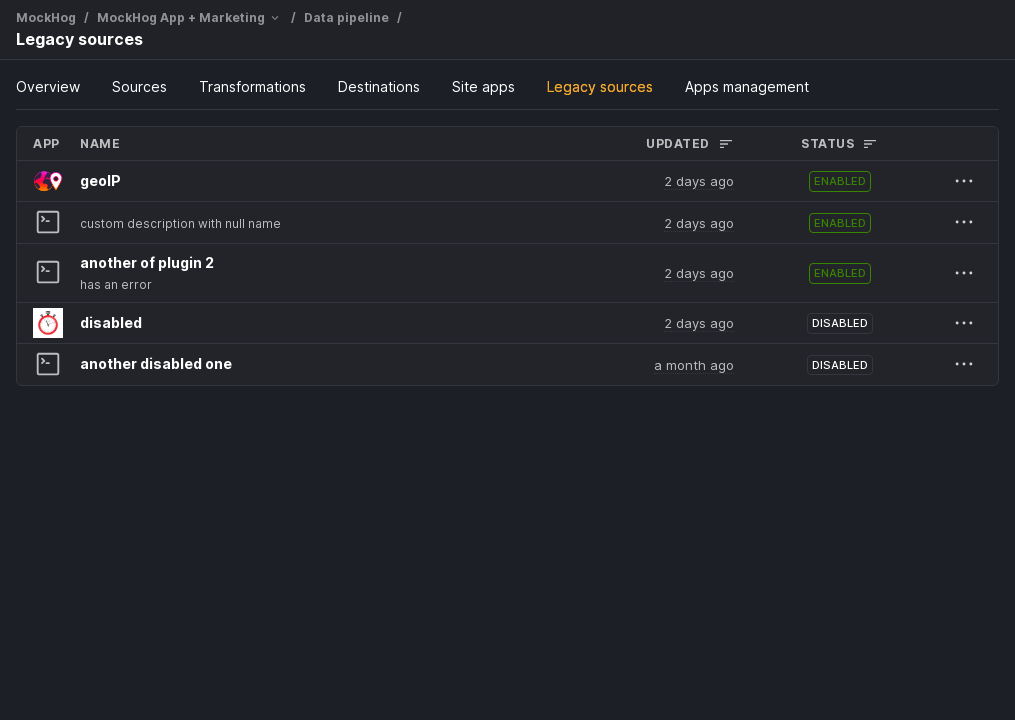 MockHog / MockHog App + Marketing / Data pipeline /
Legacy sources
Overview Sources Transformations Destinations Site apps Legacy sources Apps management
APP NAME UPDATED STATUS
geoIP 2 days ago ENABLED
custom description with null name 2 days ago ENABLED
another of plugin 2
has an error 2 days ago ENABLED
disabled 2 days ago DISABLED
another disabled one a month ago DISABLED